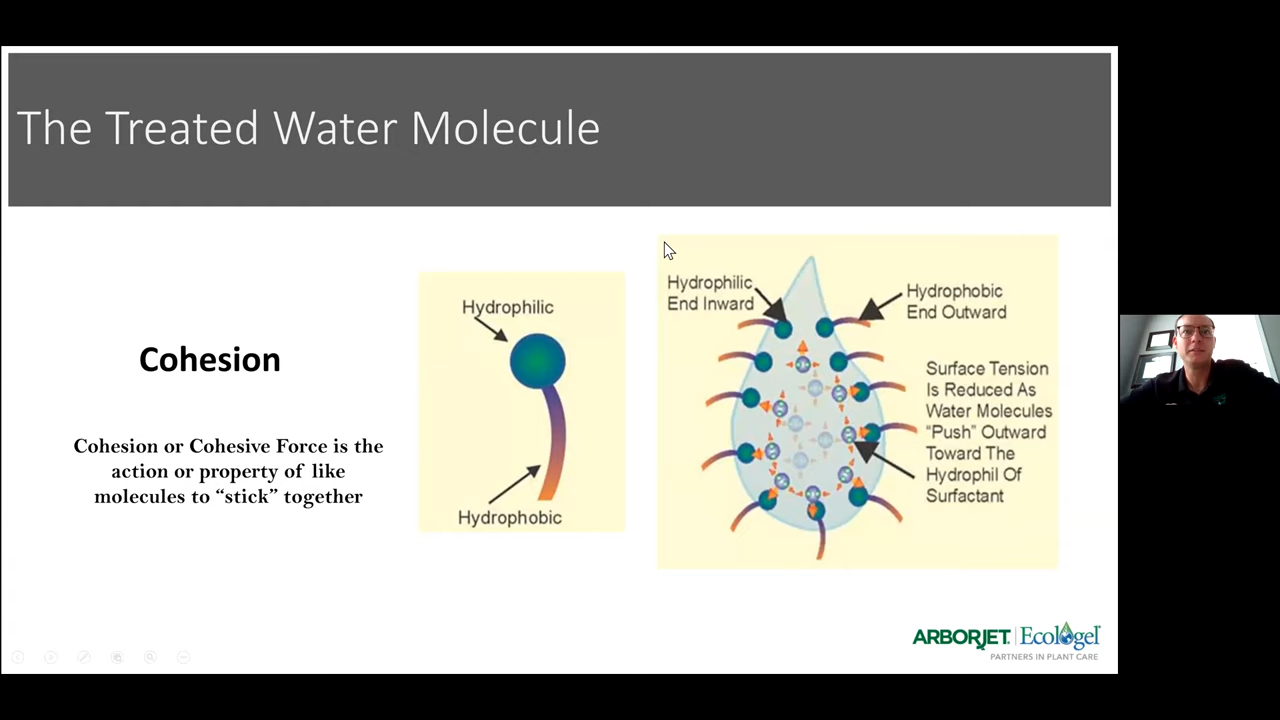 The Treated Water Molecule
Cohesion
Cohesion or Cohesive Force is the
action or property of like
molecules to “stick” together
Hydrophilic
Hydrophobic
Hydrophilic
End Inward
Hydrophobic
End Outward
Surface Tension
Is Reduced As
Water Molecules
“Push” Outward
Toward The
Hydrophil Of
Surfactant
ARBORJET Ecologel
PARTNERS IN PLANT CARE